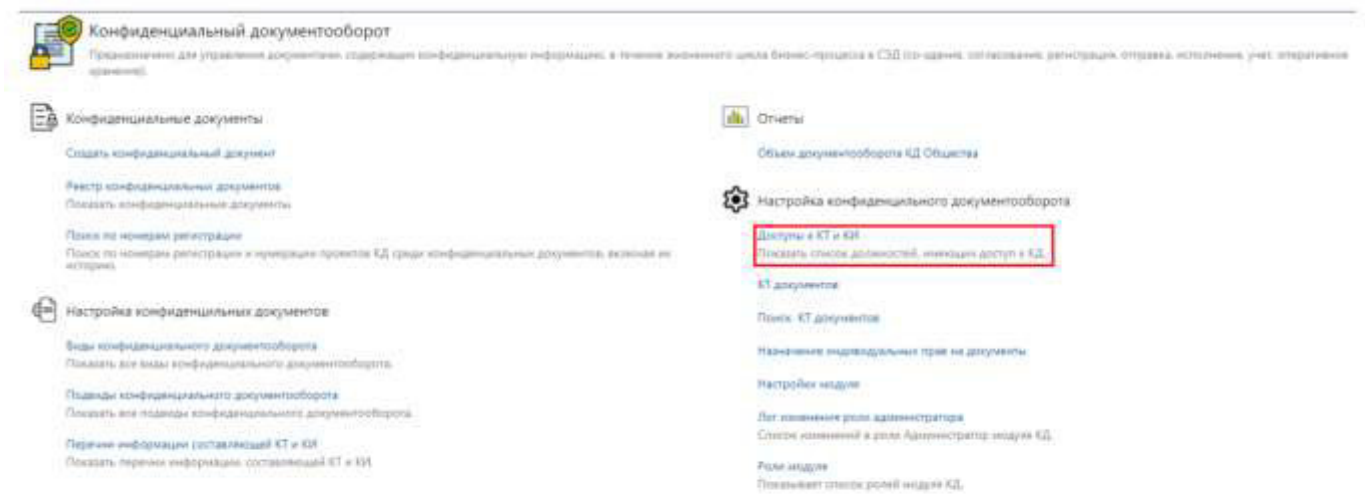 Конфиденциальный документооборот
Предназначено для управления документами, содержащих конфиденциальную информацию, в течение жизненного цикла бизнес-процесса в СЭД (со-здание, согласование, регистрация, отправка, исполнение, учет, оперативное
хранение).
Конфиденциальные документы
Создать конфиденциальный документ
Реестр конфиденциальных документов
Показать конфиденциальные документы.
Поиск по номерам регистрации
Поиск по номерам регистрации и нумерации проектов КД среди конфиденциальных документов, включая их
историю.
Настройка конфиденцильных документов
Виды конфиденциального документооборота
Показать все виды конфиденциального документооборота.
Подвиды конфиденциального документооборота
Показать все подвиды конфиденциального документооборота.
Перечни информации составляющей КТ и КИ
Показать перечни информации, составляющей КТ и КИ.
Отчеты
Объем документооборота КД Общества
Настройка конфиденцильного документооборота
Доступы к КТ и КИ
Показать список должностей, имеющих доступ к КД.
КТ документов
Поиск: КТ документов
Назначение индивидуальных прав на документы
Настройки модуля
Лог изменения роли администратора
Список изменений в роли Администратор модуля КД.
Роли модуля
Показывает список ролей модуля КД.